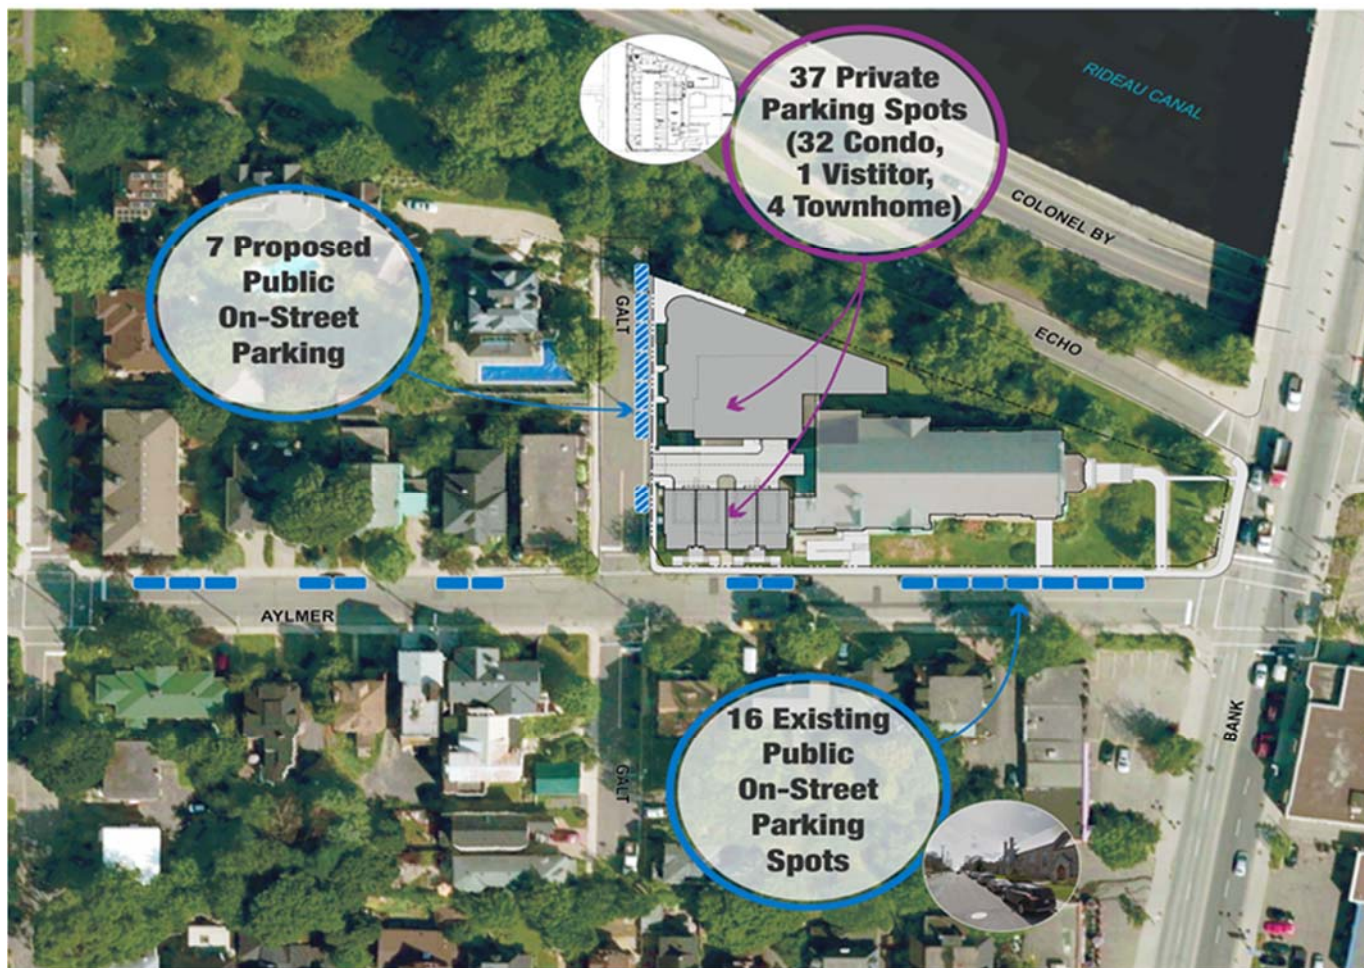 RIDEAU CANAL
37 Private
Parking Spots
(32 Condo,
1 Vistitor,
4 Townhome)
COLONEL BY
7 Proposed
Public
On-Street
Parking
GALT
ECHO
AYLMER
16 Existing
Public
On-Street
Parking
Spots
BANK
GALT